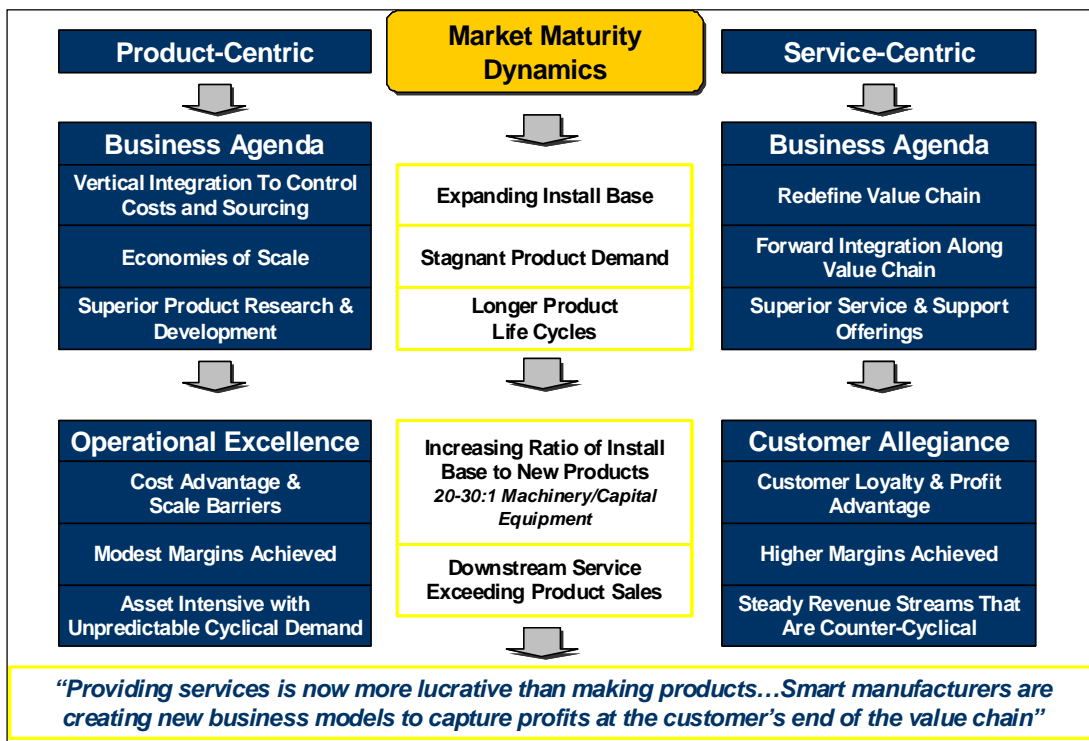 Product-Centric
Business Agenda
Vertical Integration To Control
Costs and Sourcing
Economies of Scale
Superior Product Research &
Development
Operational Excellence
Cost Advantage &
Scale Barriers
Modest Margins Achieved
Asset Intensive with
Unpredictable Cyclical Demand
Market Maturity
Dynamics
Expanding Install Base
Stagnant Product Demand
Longer Product
Life Cycles
Increasing Ratio of Install
Base to New Products
20-30:1 Machinery/Capital
Equipment
Downstream Service
Exceeding Product Sales
Service-Centric
Business Agenda
Redefine Value Chain
Forward Integration Along
Value Chain
Superior Service & Support
Offerings
Customer Allegiance
Customer Loyalty & Profit
Advantage
Higher Margins Achieved
Steady Revenue Streams That
Are Counter-Cyclical
“Providing services is now more lucrative than making products…Smart manufacturers are
creating new business models to capture profits at the customer’s end of the value chain”